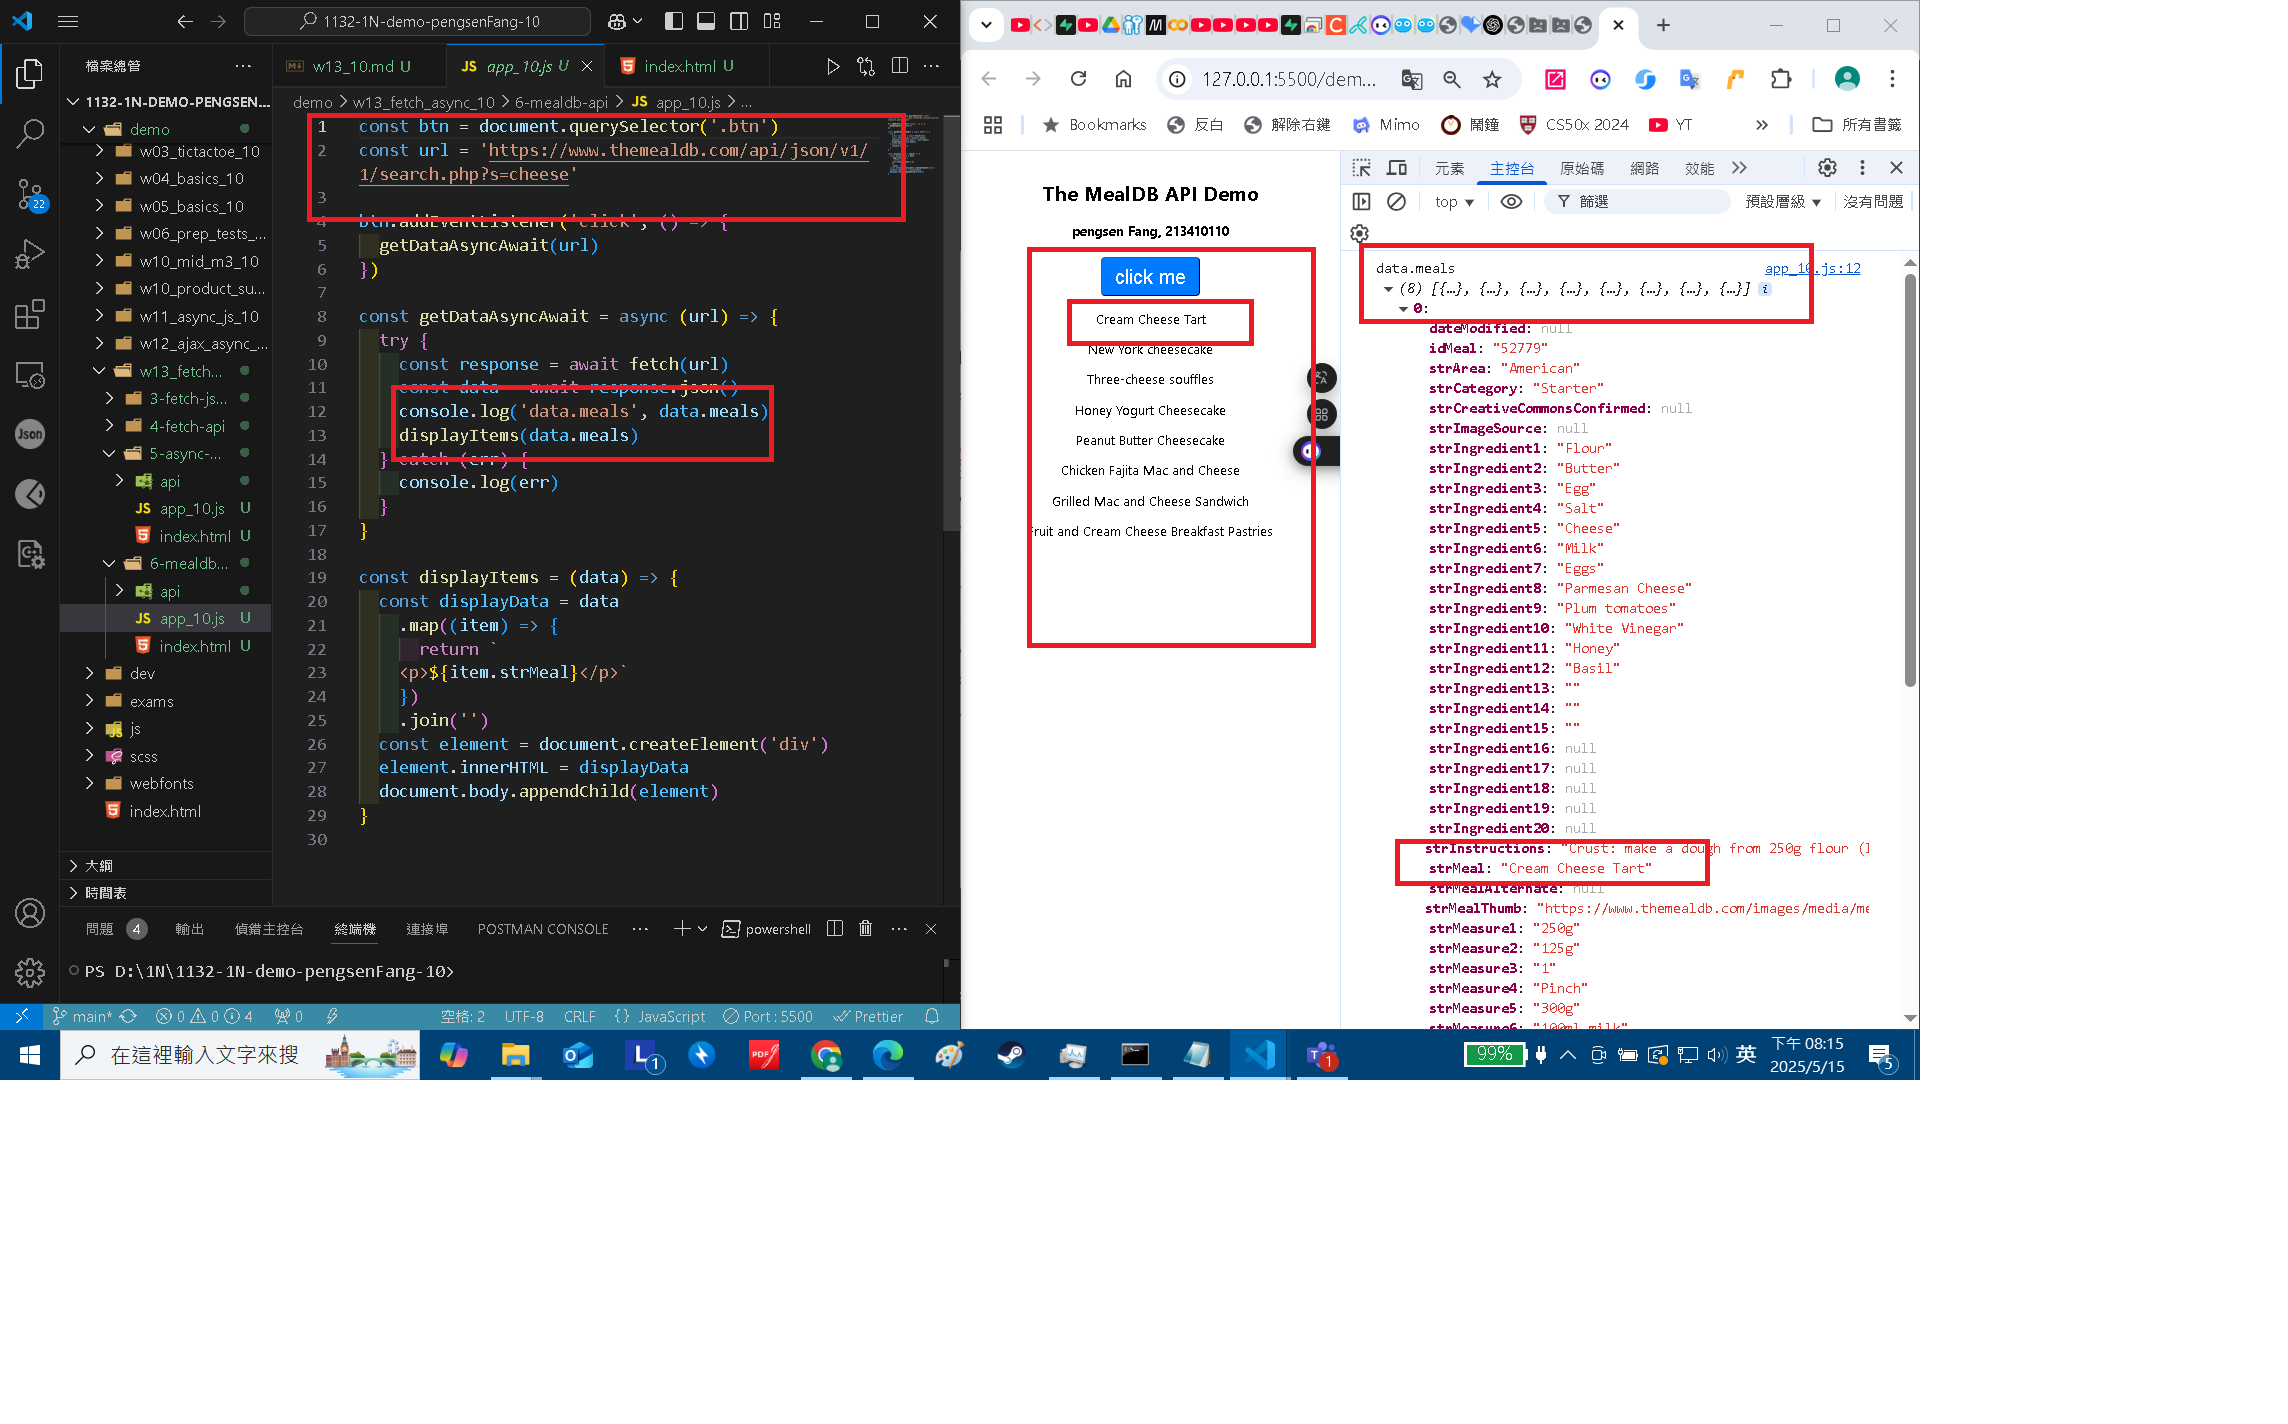 1132-1N-demo-pengsenFang-10
檔案總管
1132-1N-DEMO-PENGSEN...
demo
w03_tictactoe_10
w04_basics_10
w05_basics_10
w06_prep_tests_...
w10_mid_m3_10
w10_product_su...
w11_async_js_10
w12_ajax_async_...
w13_fetch...
3-fetch-js...
4-fetch-api
5-async-...
api
JS app_10.js U
index.html U
6-mealdb...
api
JS app_10.js U
index.html U
dev
exams
js
scss
webfonts
index.html
大綱
時間表
22
Json
w13_10.md U
JS app_10.js U
index.html U
demo > w13_fetch_async_10 > 6-mealdb-api > JS app_10.js > ...
1 const btn = document.querySelector('.btn')
2 const url = 'https://www.themealdb.com/api/json/v1/
1/search.php?s=cheese'
3
4 btn.addEventListener('click', () => {
5 getDataAsyncAwait(url)
6 })
7
8 const getDataAsyncAwait = async (url) => {
9 try {
10 const response = await fetch(url)
11 const data = await response.json()
12 console.log('data.meals', data.meals)
13 displayItems(data.meals)
14 } catch (err) {
15 console.log(err)
16 }
17 }
18
19 const displayItems = (data) => {
20 const displayData = data
21 .map((item) => {
22 return `
23 <p>${item.strMeal}</p>`
24 })
25 .join('')
26 const element = document.createElement('div')
27 element.innerHTML = displayData
28 document.body.appendChild(element)
29 }
30
問題 4 輸出 偵錯主控台 終端機 連接埠 POSTMAN CONSOLE ... powershell
PS D:\1N\1132-1N-demo-pengsenFang-10>
main* 0 0 4 0 空格: 2 UTF-8 CRLF {} JavaScript Port : 5500 Prettier
127.0.0.1:5500/dem...
Bookmarks 反白 解除右鍵 Mimo 鬧鐘 CS50x 2024 YT 所有書籤
The MealDB API Demo
pengsen Fang, 213410110
click me
Cream Cheese Tart
New York cheesecake
Three-cheese souffles
Honey Yogurt Cheesecake
Peanut Butter Cheesecake
Chicken Fajita Mac and Cheese
Grilled Mac and Cheese Sandwich
Fruit and Cream Cheese Breakfast Pastries
元素 主控台 原始碼 網路 效能
top 篩選 預設層級 沒有問題
data.meals app_10.js:12
(8) [{…}, {…}, {…}, {…}, {…}, {…}, {…}, {…}]
0:
dateModified: null
idMeal: "52779"
strArea: "American"
strCategory: "Starter"
strCreativeCommonsConfirmed: null
strImageSource: null
strIngredient1: "Flour"
strIngredient2: "Butter"
strIngredient3: "Egg"
strIngredient4: "Salt"
strIngredient5: "Cheese"
strIngredient6: "Milk"
strIngredient7: "Eggs"
strIngredient8: "Parmesan Cheese"
strIngredient9: "Plum tomatoes"
strIngredient10: "White Vinegar"
strIngredient11: "Honey"
strIngredient12: "Basil"
strIngredient13: ""
strIngredient14: ""
strIngredient15: ""
strIngredient16: null
strIngredient17: null
strIngredient18: null
strIngredient19: null
strIngredient20: null
strInstructions: "Crust: make a dough from 250g flour (I
strMeal: "Cream Cheese Tart"
strMealAlternate: null
strMealThumb: "https://www.themealdb.com/images/media/me
strMeasure1: "250g"
strMeasure2: "125g"
strMeasure3: "1"
strMeasure4: "Pinch"
strMeasure5: "300g"
strMeasure6: "100ml milk"
在這裡輸入文字來搜
99% 英 下午 08:15
2025/5/15
5